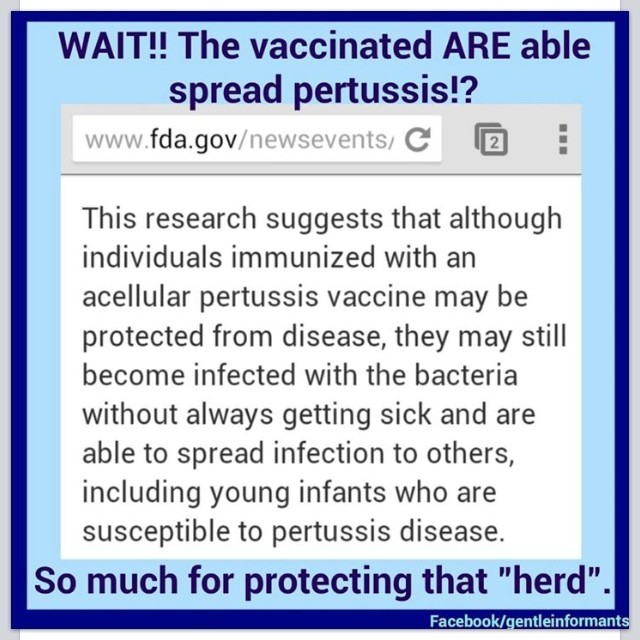 WAIT!! The vaccinated ARE able
spread pertussis!?
www.fda.gov/newsevents/
2
This research suggests that although
individuals immunized with an
acellular pertussis vaccine may be
protected from disease, they may still
become infected with the bacteria
without always getting sick and are
able to spread infection to others,
including young infants who are
susceptible to pertussis disease.
So much for protecting that "herd".
Facebook/gentleinformants